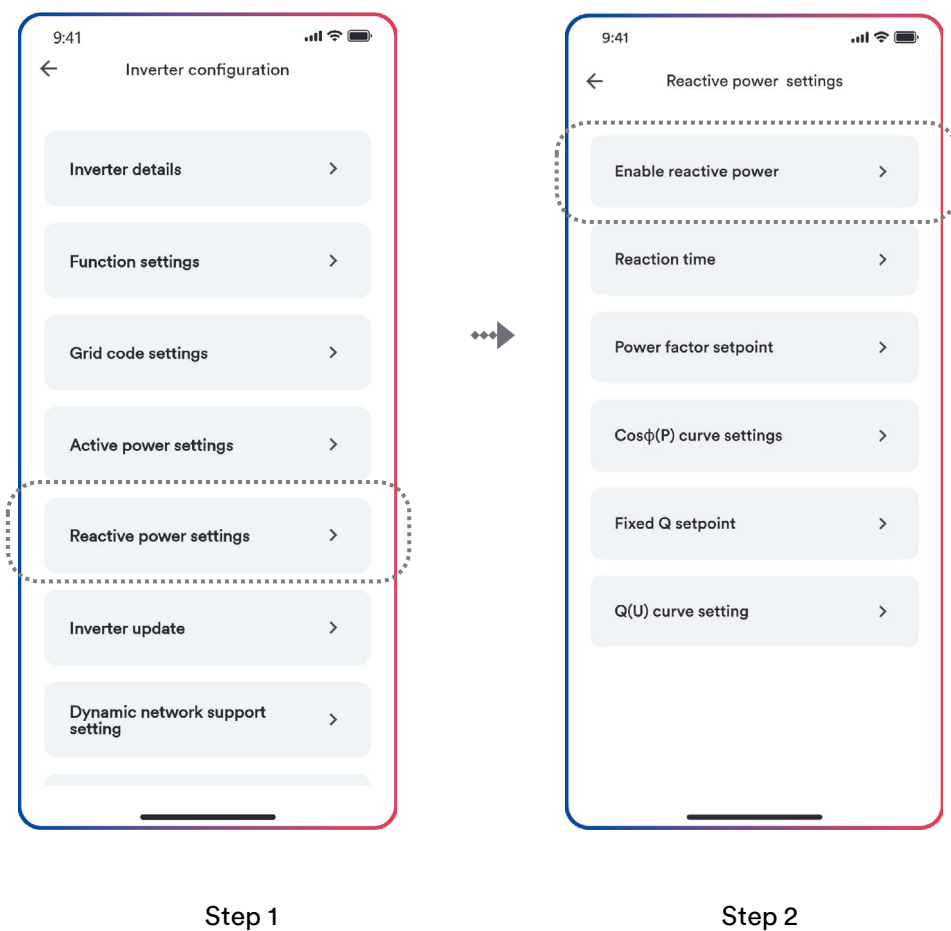 9:41
Inverter configuration
Inverter details
Function settings
Grid code settings
Active power settings
Reactive power settings
Inverter update
Dynamic network support
setting
Step 1
9:41
Reactive power settings
Enable reactive power
Reaction time
Power factor setpoint
Cosϕ(P) curve settings
Fixed Q setpoint
Q(U) curve setting
Step 2